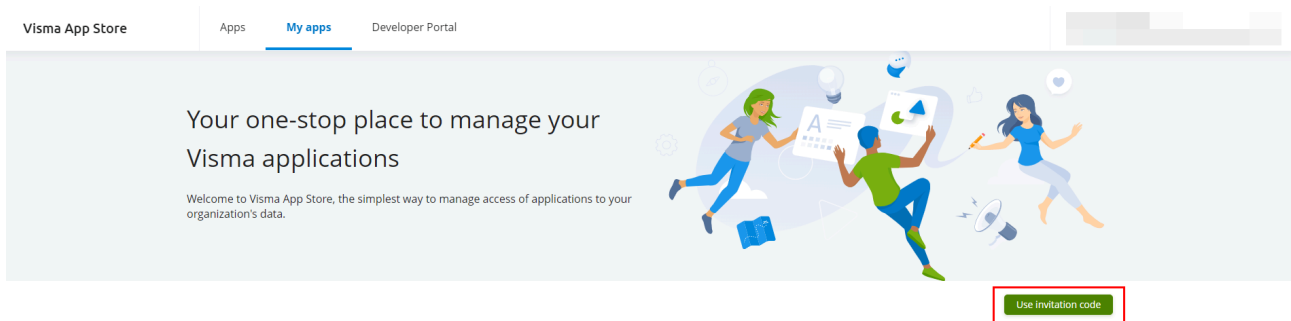 Visma App Store
Apps
My apps
Developer Portal
Your one-stop place to manage your
Visma applications
Welcome to Visma App Store, the simplest way to manage access of applications to your
organization's data.
A
Use invitation code